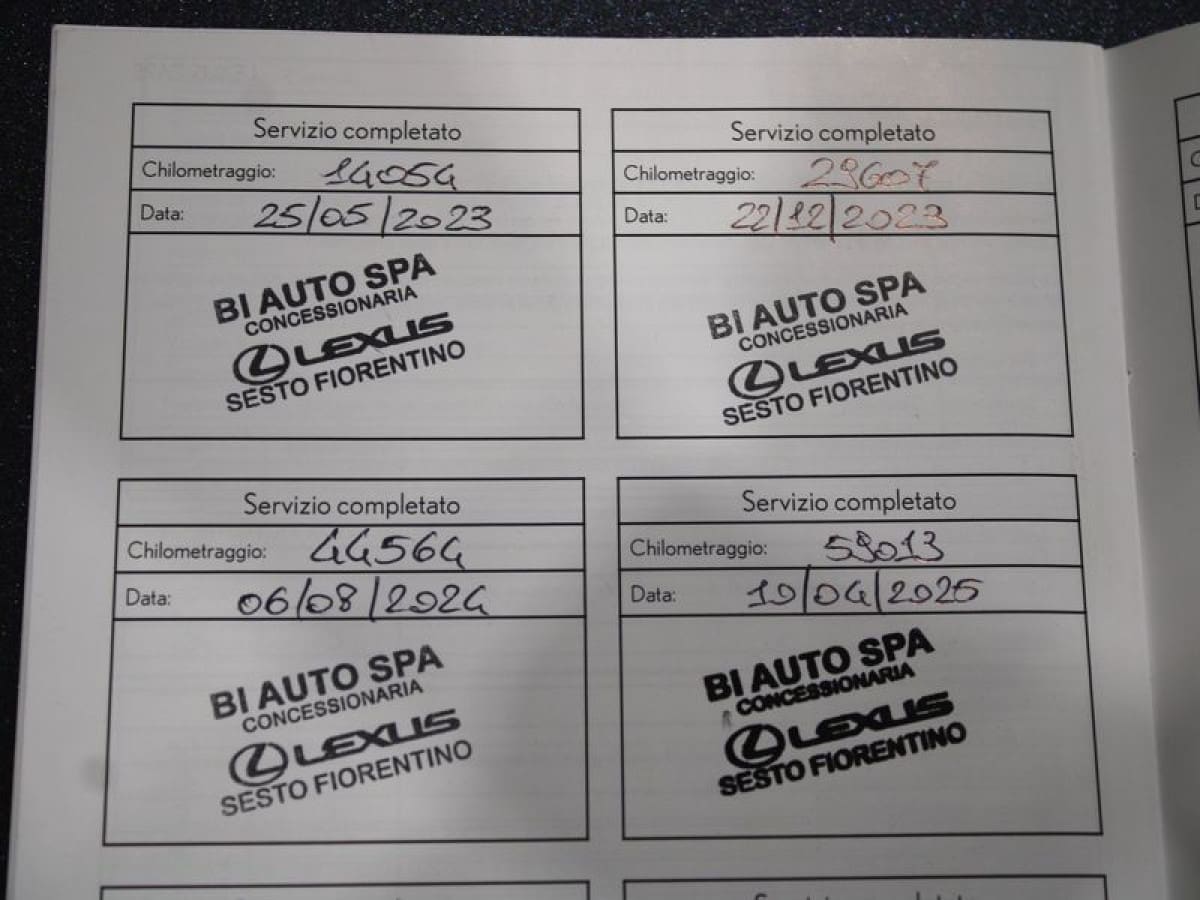 Servizio completato
Chilometraggio: 14054
Data: 25/05/2023
BI AUTO SPA
CONCESSIONARIA
LEXUS
SESTO FIORENTINO
Servizio completato
Chilometraggio: 29607
Data: 22/12/2023
BI AUTO SPA
CONCESSIONARIA
LEXUS
SESTO FIORENTINO
Servizio completato
Chilometraggio: 44564
Data: 06/08/2024
BI AUTO SPA
CONCESSIONARIA
LEXUS
SESTO FIORENTINO
Servizio completato
Chilometraggio: 59013
Data: 10/04/2025
BI AUTO SPA
CONCESSIONARIA
LEXUS
SESTO FIORENTINO